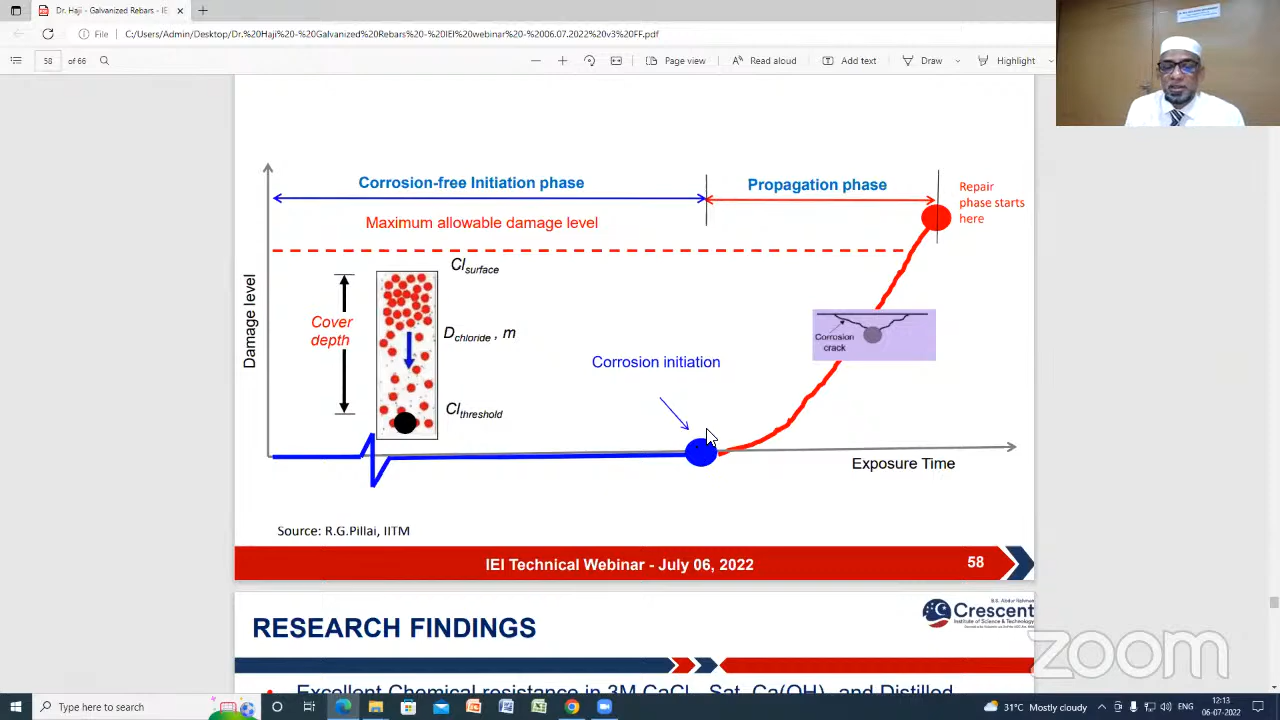 Dr. Haji - Galvanized Rebars - IEI
File
C:/Users/Admin/Desktop/Dr.%20Haji%20-%20Galvanized%20Rebars%20-%20IEI%20webinar%20-%2006.07.2022%20v3%20FF.pdf
58 of 66
Page view
Read aloud
Add text
Draw
Highlight
Corrosion-free Initiation phase
Propagation phase
Repair
phase starts
here
Maximum allowable damage level
Damage level
Cl surface
Cover
depth
D chloride , m
Cl threshold
Corrosion initiation
Corrosion
crack
Exposure Time
Source: R.G.Pillai, IITM
IEI Technical Webinar - July 06, 2022
58
RESEARCH FINDINGS
B.S. Abdur Rahman
Crescent
Institute of Science & Technology
• Excellent Chemical resistance in 3M CaCl Sat. Ca(OH) and Distilled
zoom
Type here to search
31°C Mostly cloudy
12:13
06-07-2022